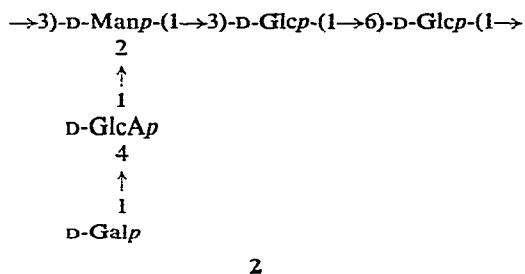 →3)-D-Manp-(1→3)-D-Glcp-(1→6)-D-Glcp-(1→
2
↑
1
D-GlcAp
4
↑
1
D-Galp
2